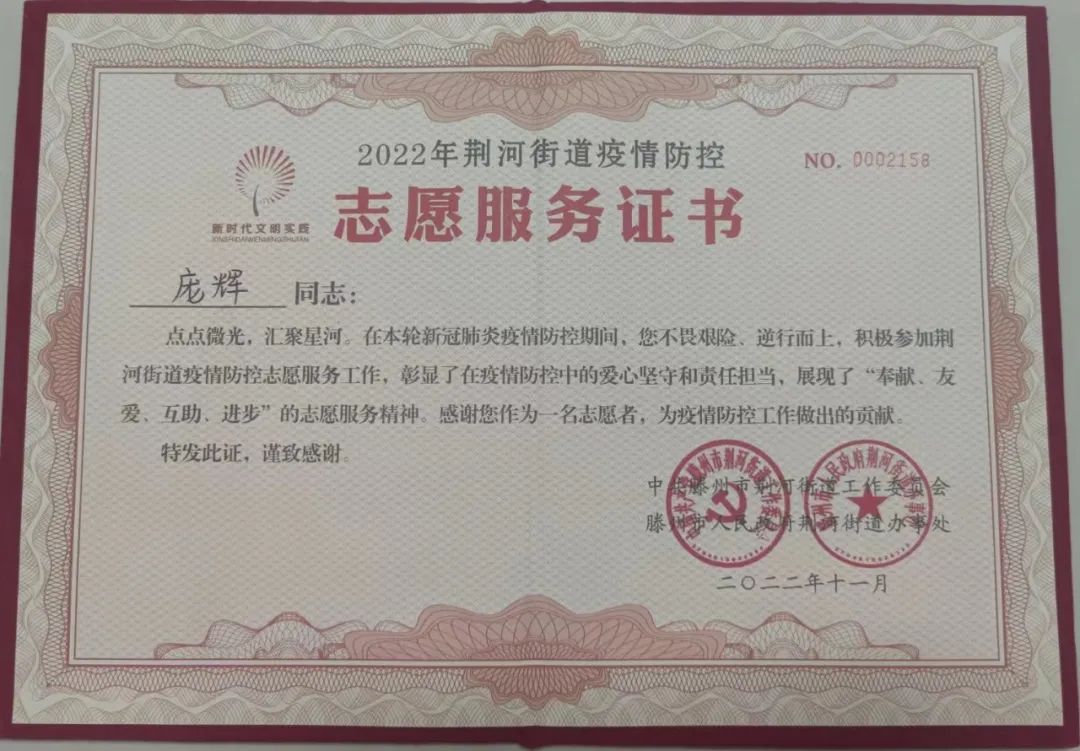 2022年荆河街道疫情防控
NO. 0002158
志愿服务证书
新时代文明实践
XINSHIDAIWENMINGSHIJIAN
庞辉 同志：
点点微光，汇聚星河。在本轮新冠肺炎疫情防控期间，您不畏艰险、逆行而上，积极参加荆
河街道疫情防控志愿服务工作，彰显了在疫情防控中的爱心坚守和责任担当，展现了“奉献、友
爱、互助、进步”的志愿服务精神。感谢您作为一名志愿者，为疫情防控工作做出的贡献。
特发此证，谨致感谢。
中共滕州市荆河街道工作委员会
滕州市人民政府荆河街道办事处
二〇二二年十一月